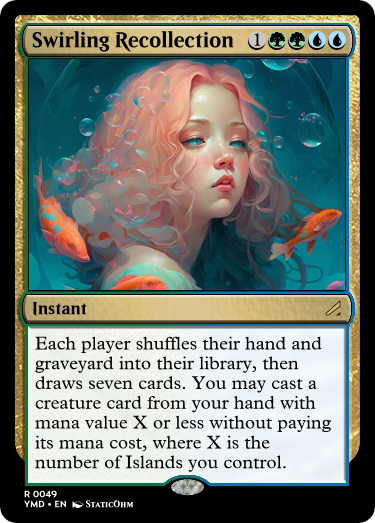 Swirling Recollection 1
Instant
Each player shuffles their hand and
graveyard into their library, then
draws seven cards. You may cast a
creature card from your hand with
mana value X or less without paying
its mana cost, where X is the
number of Islands you control.
R 0049
YMD • EN StaticOhm